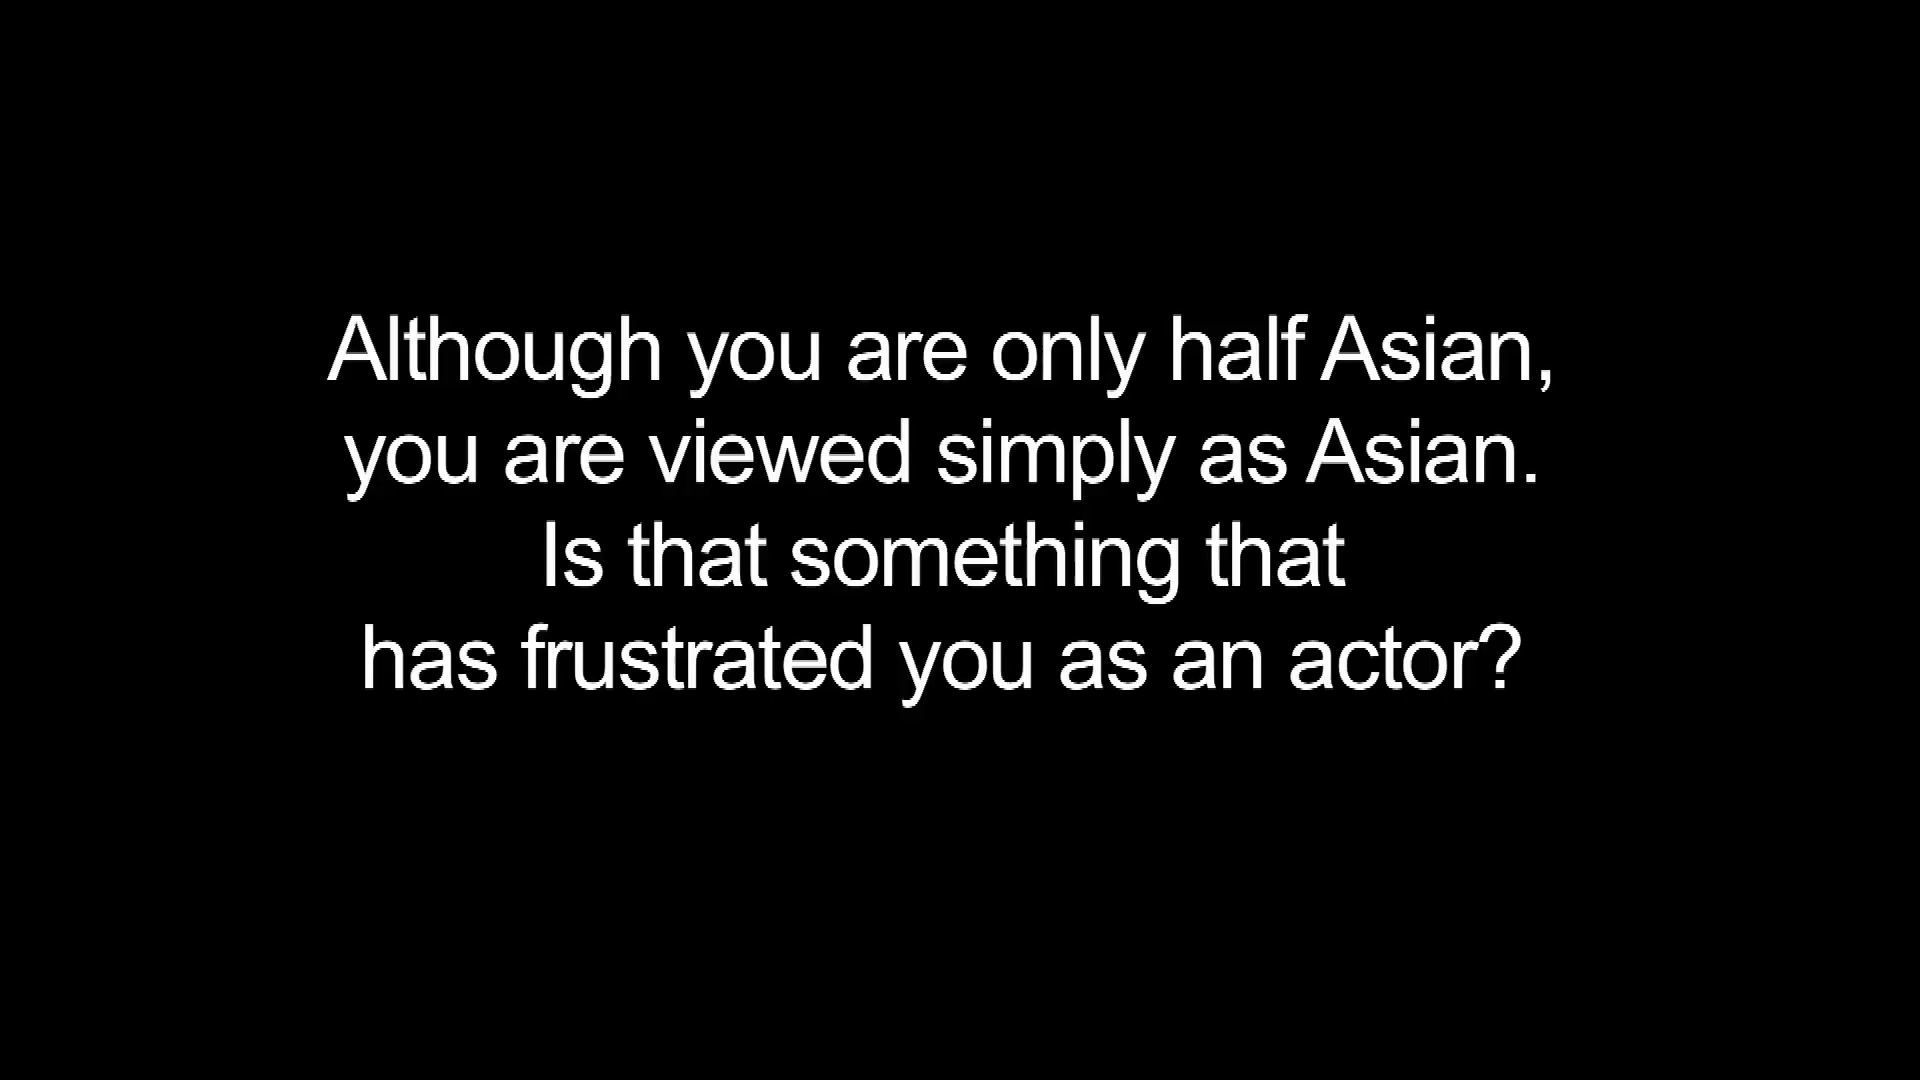 Although you are only half Asian,
you are viewed simply as Asian.
Is that something that
has frustrated you as an actor?